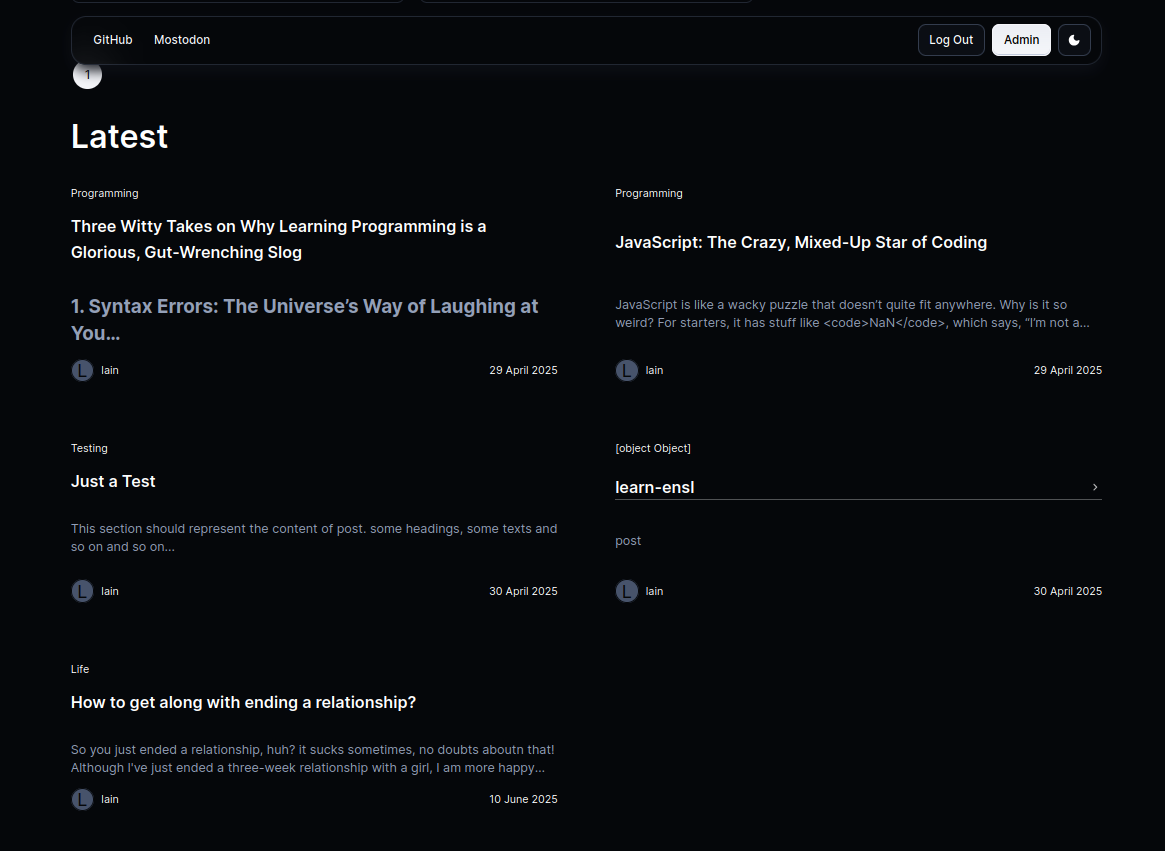 GitHub Mostodon Log Out Admin
1
Latest
Programming
Three Witty Takes on Why Learning Programming is a
Glorious, Gut-Wrenching Slog
1. Syntax Errors: The Universe’s Way of Laughing at
You...
L lain 29 April 2025
Programming
JavaScript: The Crazy, Mixed-Up Star of Coding
JavaScript is like a wacky puzzle that doesn’t quite fit anywhere. Why is it so
weird? For starters, it has stuff like <code>NaN</code>, which says, “I’m not a...
L lain 29 April 2025
Testing
Just a Test
This section should represent the content of post. some headings, some texts and
so on and so on...
L lain 30 April 2025
[object Object]
learn-ensl
post
L lain 30 April 2025
Life
How to get along with ending a relationship?
So you just ended a relationship, huh? it sucks sometimes, no doubts aboutn that!
Although I’ve just ended a three-week relationship with a girl, I am more happy...
L lain 10 June 2025